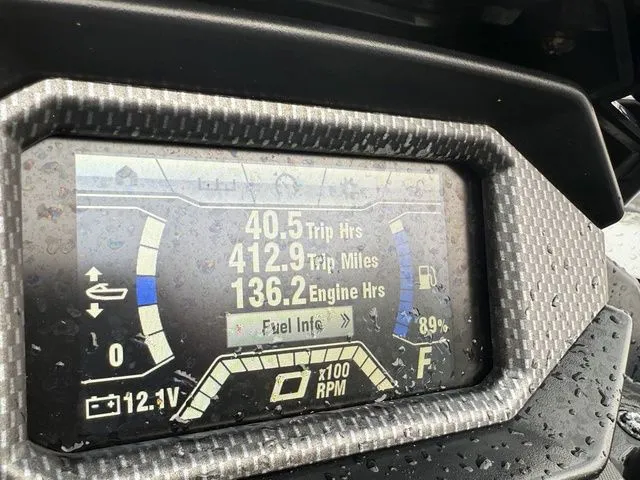 40.5 Trip Hrs
412.9 Trip Miles
136.2 Engine Hrs
Fuel Info »
89%
0
F
0 x100
RPM
12.1V